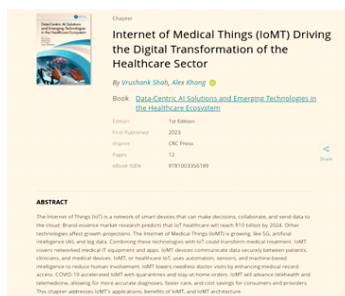 Chapter
Internet of Medical Things (IoMT) Driving
the Digital Transformation of the
Healthcare Sector
By Vrushank Shah, Alex Khang
Book Data-Centric AI Solutions and Emerging Technologies in
the Healthcare Ecosystem
Edition 1st Edition
First Published 2023
Imprint CRC Press
Pages 12
eBook ISBN 9781003356189
Share
ABSTRACT
The Internet of Things (IoT) is a network of smart devices that can make decisions, collaborate, and send data to
the cloud. Brand essence market research predicts that IoT healthcare will reach $10 billion by 2024. Other
technologies affect growth projections. The Internet of Medical Things (IoMT) is growing, like 5G, artificial
intelligence (AI), and big data. Combining these technologies with IoT could transform medical treatment. IoMT
covers networked medical IT equipment and apps. IoMT devices communicate data securely between patients,
clinicians, and medical devices. IoMT, or healthcare IoT, uses automation, sensors, and machine-based
intelligence to reduce human involvement. IoMT lowers needless doctor visits by enhancing medical record
access. COVID-19 accelerated IoMT with quarantines and stay-at-home orders. IoMT will advance telehealth and
telemedicine, allowing for more accurate diagnoses, faster care, and cost savings for consumers and providers
This chapter addresses IoMT's applications, benefits of IoMT, and IoMT architecture.